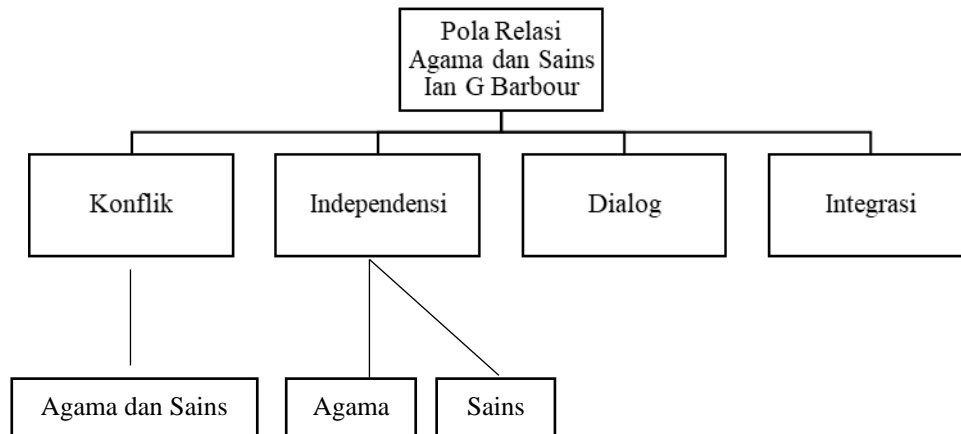 Pola Relasi
Agama dan Sains
Ian G Barbour
Konflik
Independensi
Dialog
Integrasi
Agama dan Sains
Agama
Sains